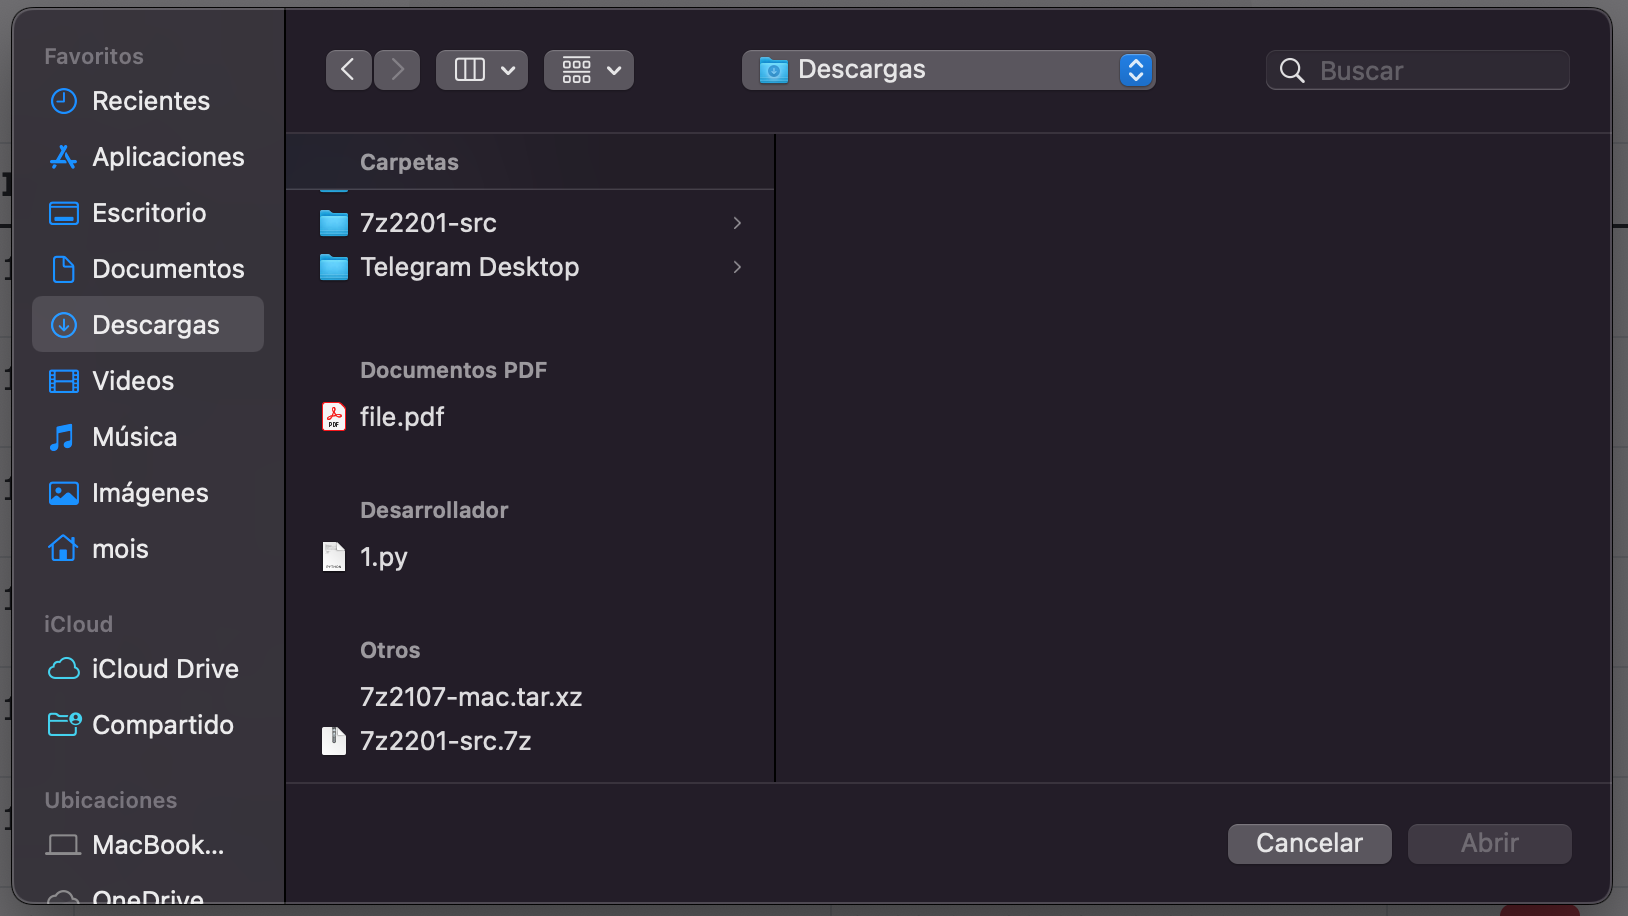 Favoritos
Recientes
Aplicaciones
Escritorio
Documentos
Descargas
Videos
Música
Imágenes
mois
iCloud
iCloud Drive
Compartido
Ubicaciones
MacBook...
OneDrive
Descargas
Buscar
Carpetas
7z2201-src
Telegram Desktop
Documentos PDF
file.pdf
Desarrollador
1.py
Otros
7z2107-mac.tar.xz
7z2201-src.7z
Cancelar
Abrir